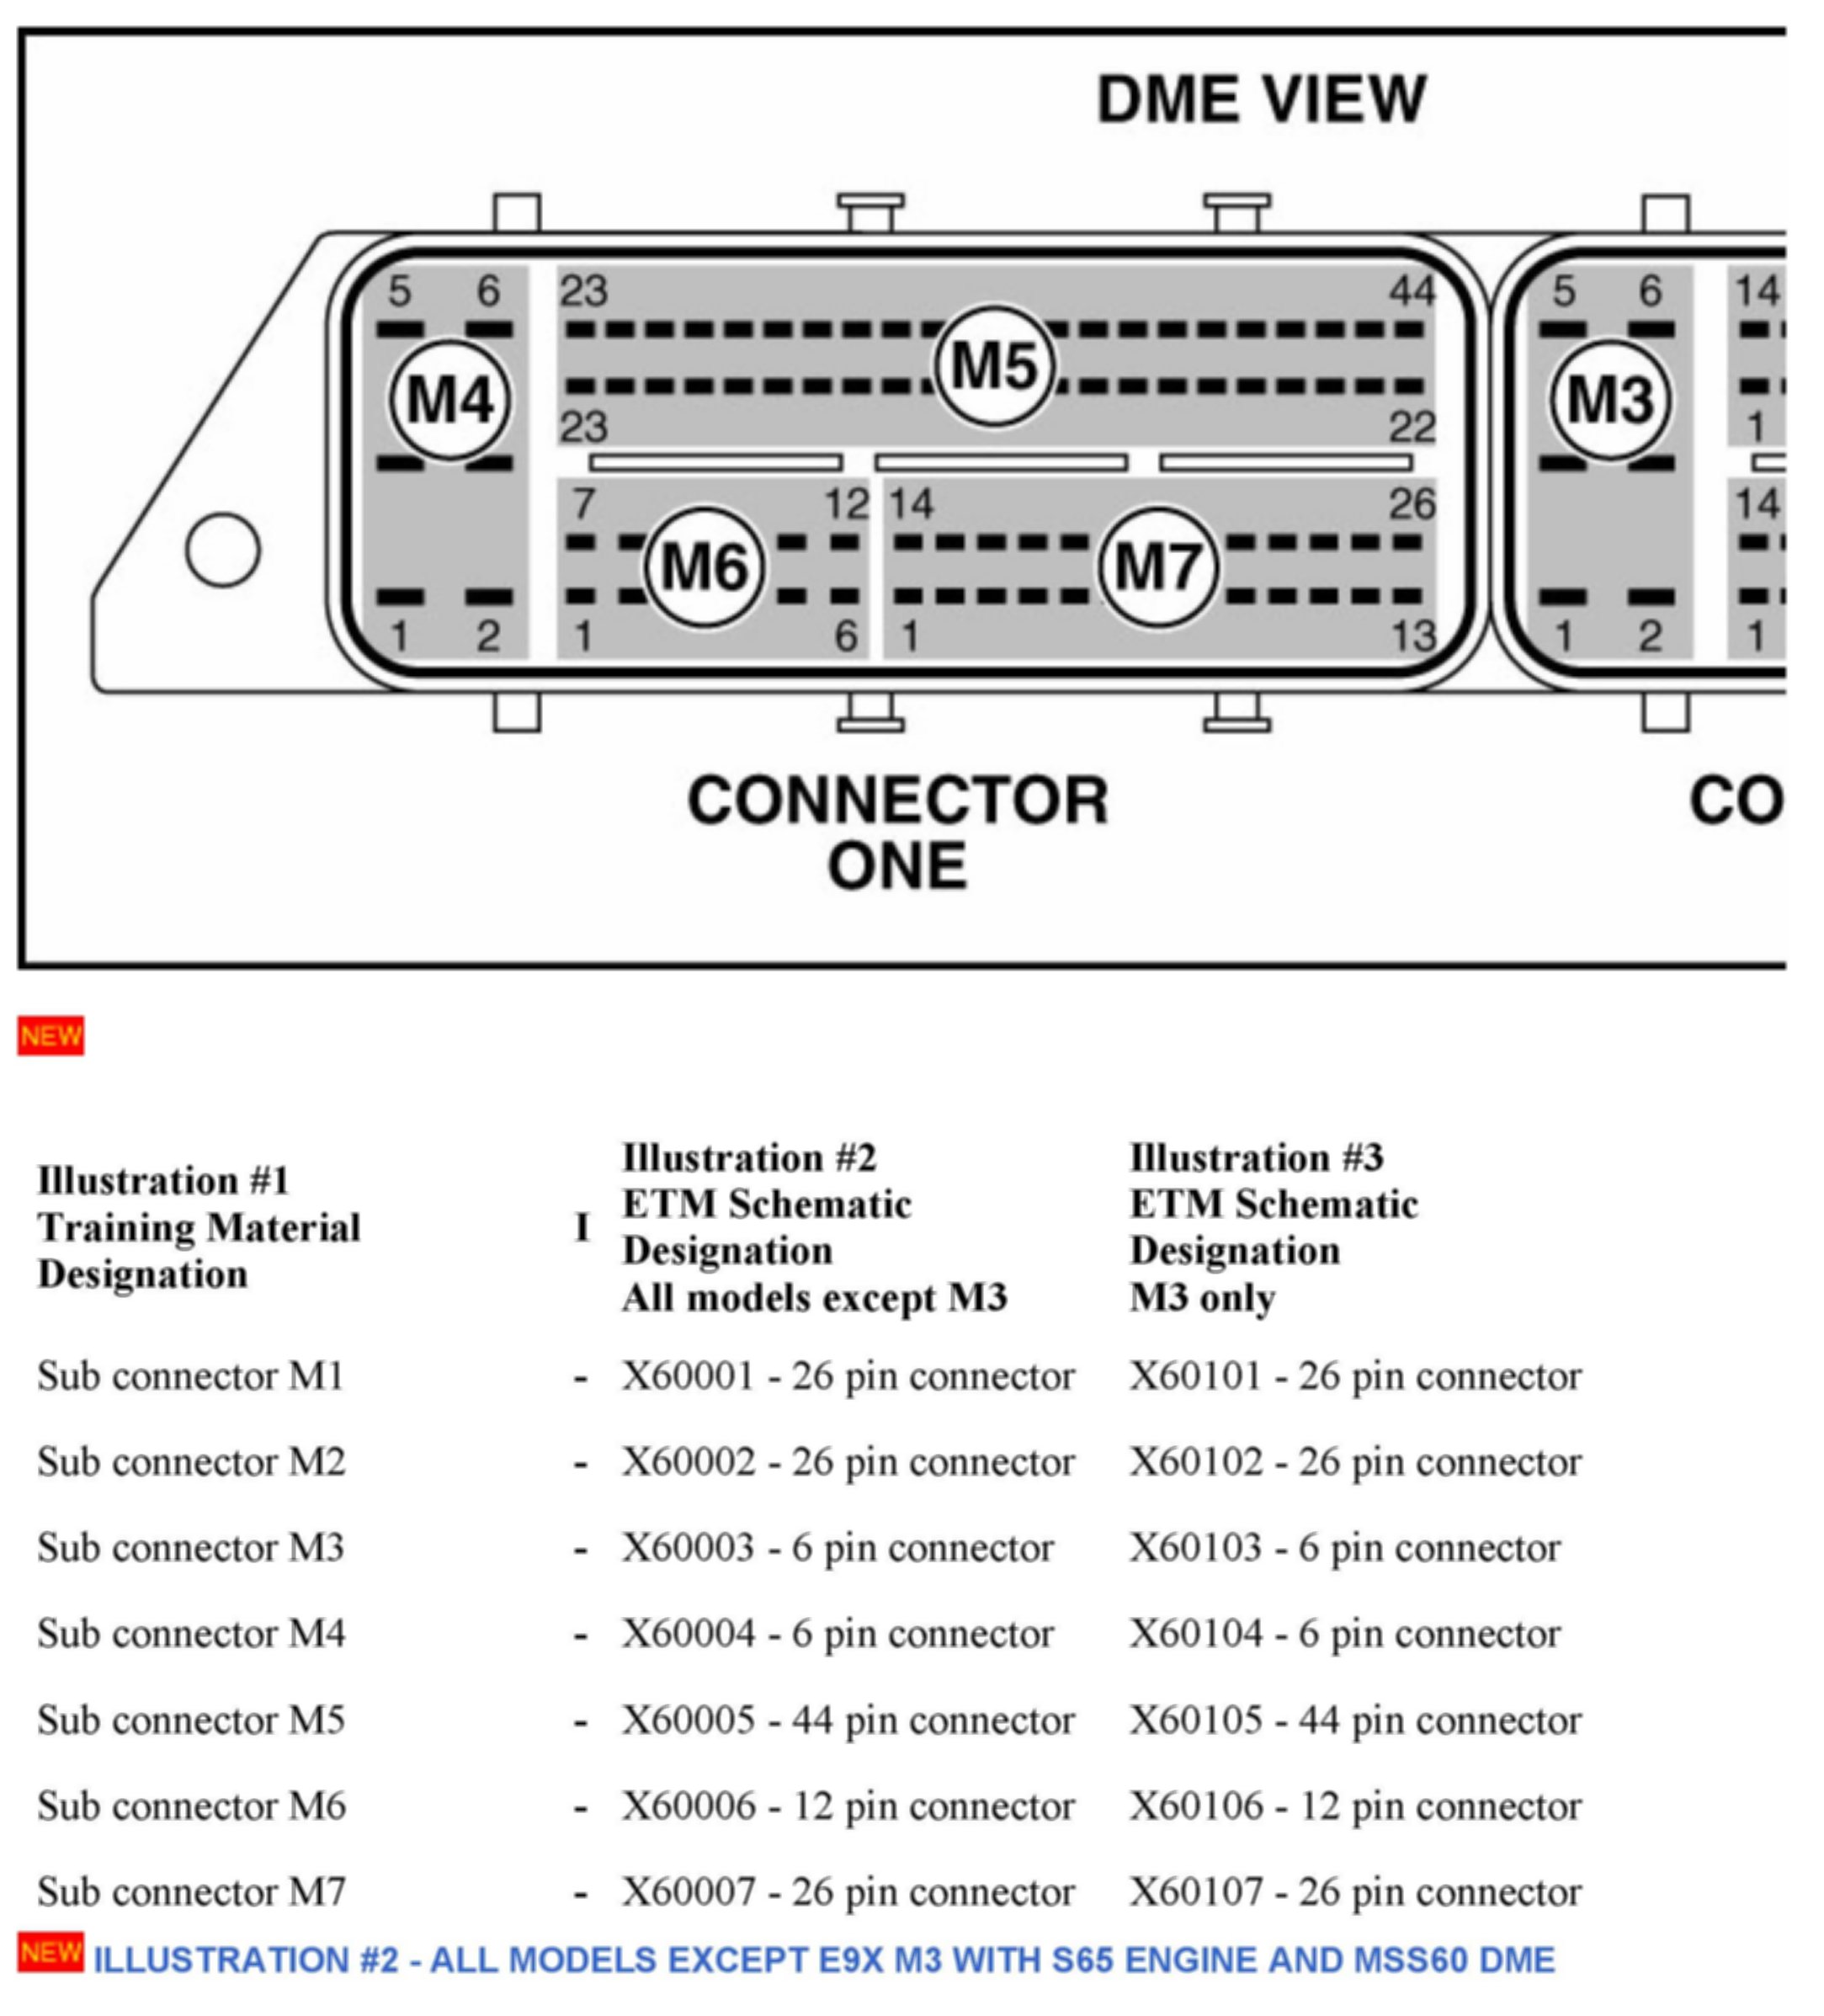 DME VIEW
5 6 23 44 5 6 14
M5
M4 M3
23 22 1
7 12 14 26 14
M6 M7
1 2 1 6 1 13 1 2 1
CONNECTOR CO
ONE
NEW
Illustration #1
Training Material
Designation
I
Illustration #2
ETM Schematic
Designation
All models except M3
Illustration #3
ETM Schematic
Designation
M3 only
Sub connector M1 - X60001 - 26 pin connector X60101 - 26 pin connector
Sub connector M2 - X60002 - 26 pin connector X60102 - 26 pin connector
Sub connector M3 - X60003 - 6 pin connector X60103 - 6 pin connector
Sub connector M4 - X60004 - 6 pin connector X60104 - 6 pin connector
Sub connector M5 - X60005 - 44 pin connector X60105 - 44 pin connector
Sub connector M6 - X60006 - 12 pin connector X60106 - 12 pin connector
Sub connector M7 - X60007 - 26 pin connector X60107 - 26 pin connector
NEW ILLUSTRATION #2 - ALL MODELS EXCEPT E9X M3 WITH S65 ENGINE AND MSS60 DME